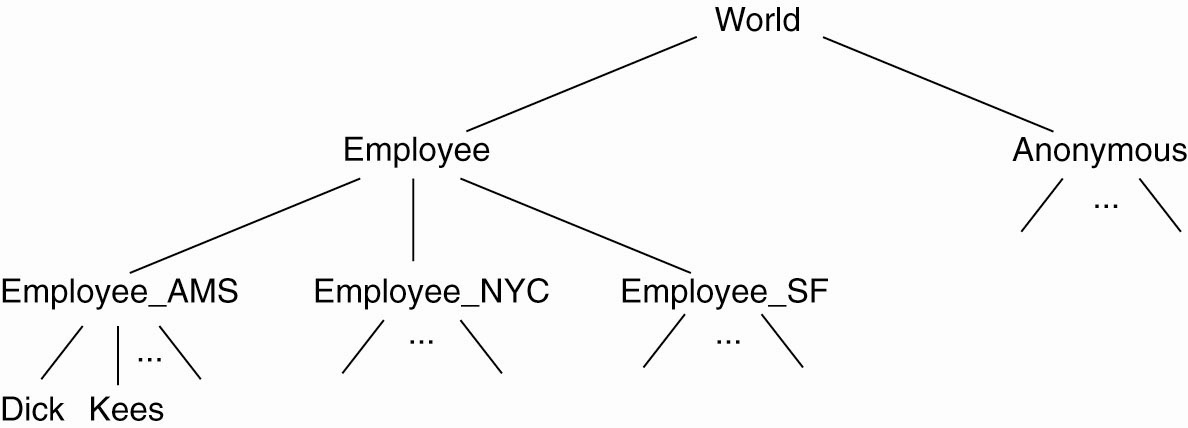 World
Employee Anonymous
...
Employee_AMS Employee_NYC Employee_SF
... ... ...
Dick Kees